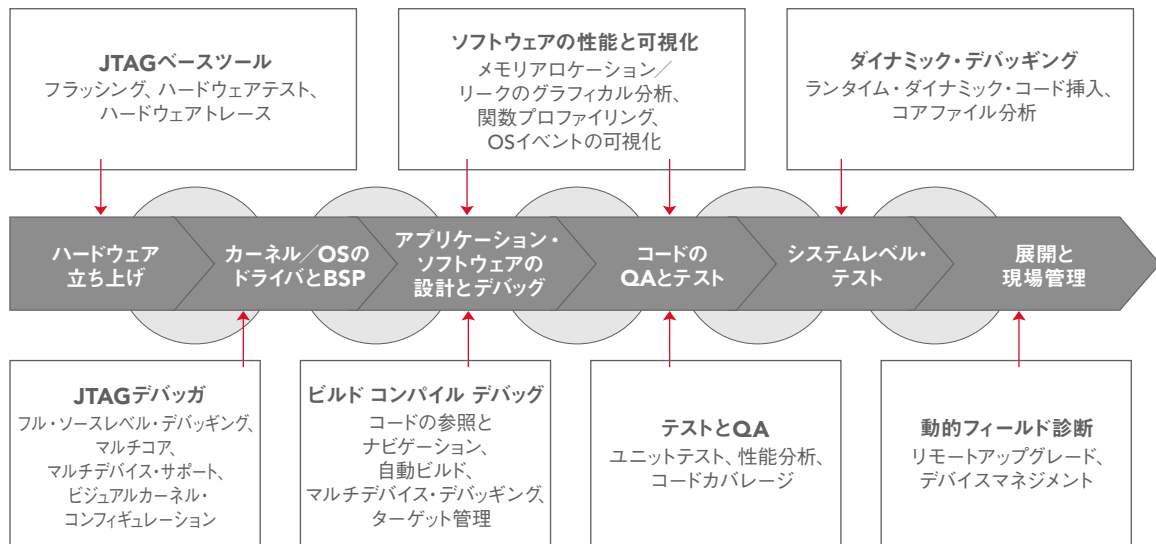 JTAGベースツール
フラッシング、ハードウェアテスト、
ハードウェアトレース
ソフトウェアの性能と可視化
メモリアロケーション／
リークのグラフィカル分析、
関数プロファイリング、
OSイベントの可視化
ダイナミック・デバッギング
ランタイム・ダイナミック・コード挿入、
コアファイル分析
ハードウェア
立ち上げ
カーネル／OSの
ドライバとBSP
アプリケーション・
ソフトウェアの
設計とデバッグ
コードの
QAとテスト
システムレベル・
テスト
展開と
現場管理
JTAGデバッガ
フル・ソースレベル・デバッギング、
マルチコア、
マルチデバイス・サポート、
ビジュアルカーネル・
コンフィギュレーション
ビルド コンパイル デバッグ
コードの参照と
ナビゲーション、
自動ビルド、
マルチデバイス・デバッギング、
ターゲット管理
テストとQA
ユニットテスト、性能分析、
コードカバレージ
動的フィールド診断
リモートアップグレード、
デバイスマネジメント